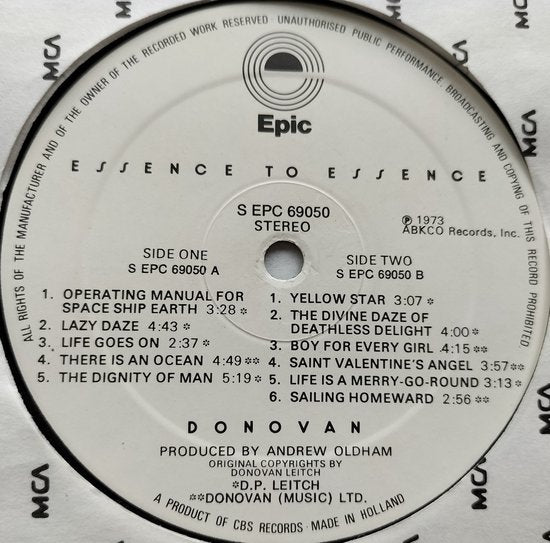 ALL RIGHTS OF THE MANUFACTURER AND OF THE OWNER OF THE RECORDED WORK RESERVED · UNAUTHORISED PUBLIC PERFORMANCE, BROADCASTING AND COPYING OF THIS RECORD PROHIBITED.
Epic
ESSENCE TO ESSENCE
S EPC 69050
STEREO
℗ 1973
ABKCO Records, Inc.
SIDE ONE
S EPC 69050 A
1. OPERATING MANUAL FOR
SPACE SHIP EARTH 3:28 *
2. LAZY DAZE 4:43 *
3. LIFE GOES ON 2:37 *
4. THERE IS AN OCEAN 4:49 **
5. THE DIGNITY OF MAN 5:19 *
SIDE TWO
S EPC 69050 B
1. YELLOW STAR 3:07 *
2. THE DIVINE DAZE OF
DEATHLESS DELIGHT 4:00 *
3. BOY FOR EVERY GIRL 4:15 **
4. SAINT VALENTINE'S ANGEL 3:57 **
5. LIFE IS A MERRY-GO-ROUND 3:13 *
6. SAILING HOMEWARD 2:56 **
DONOVAN
PRODUCED BY ANDREW OLDHAM
ORIGINAL COPYRIGHTS BY
DONOVAN LEITCH
*D.P. LEITCH
**DONOVAN (MUSIC) LTD.
A PRODUCT OF CBS RECORDS · MADE IN HOLLAND
MCA
MCA
MCA
MCA
MCA
MCA